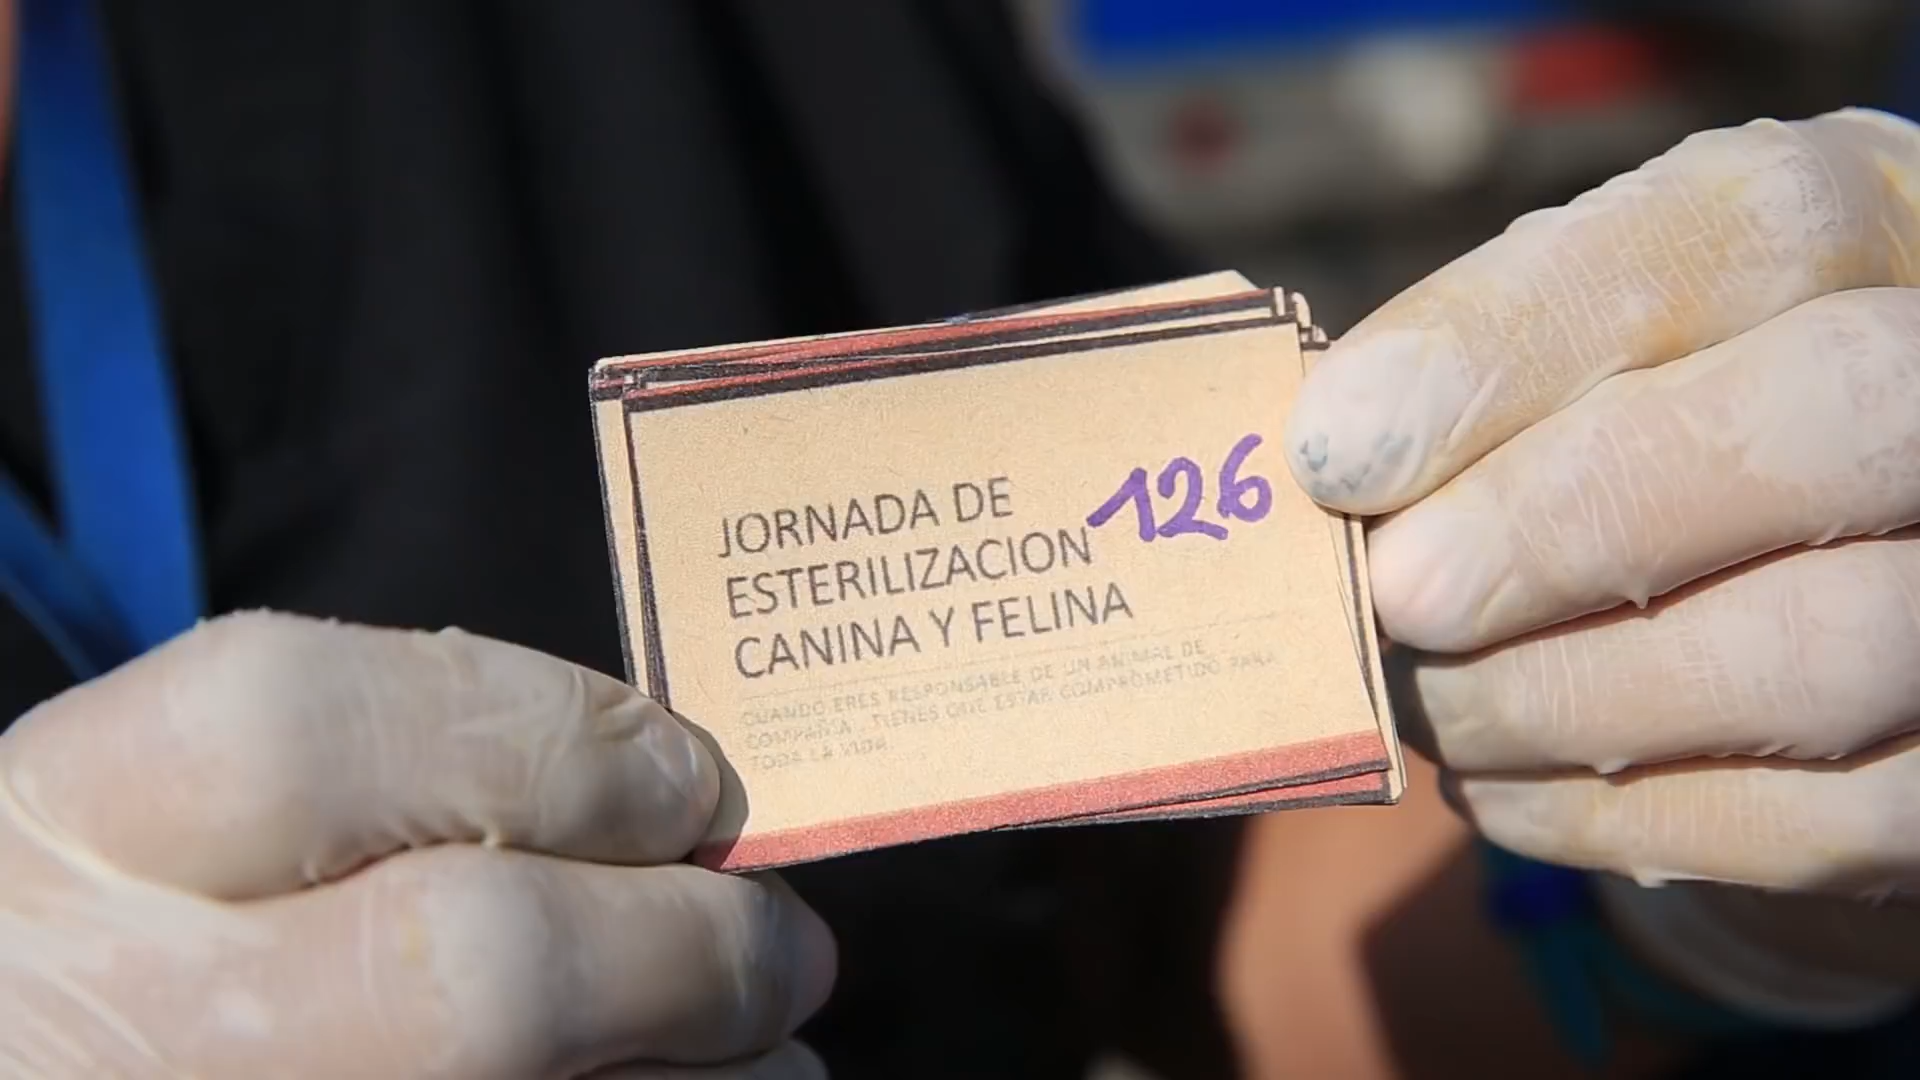 JORNADA DE
ESTERILIZACION
CANINA Y FELINA
126
CUANDO ERES RESPONSABLE DE UN ANIMAL DE
COMPAÑIA, TIENES QUE ESTAR COMPROMETIDO PARA
TODA LA VIDA.